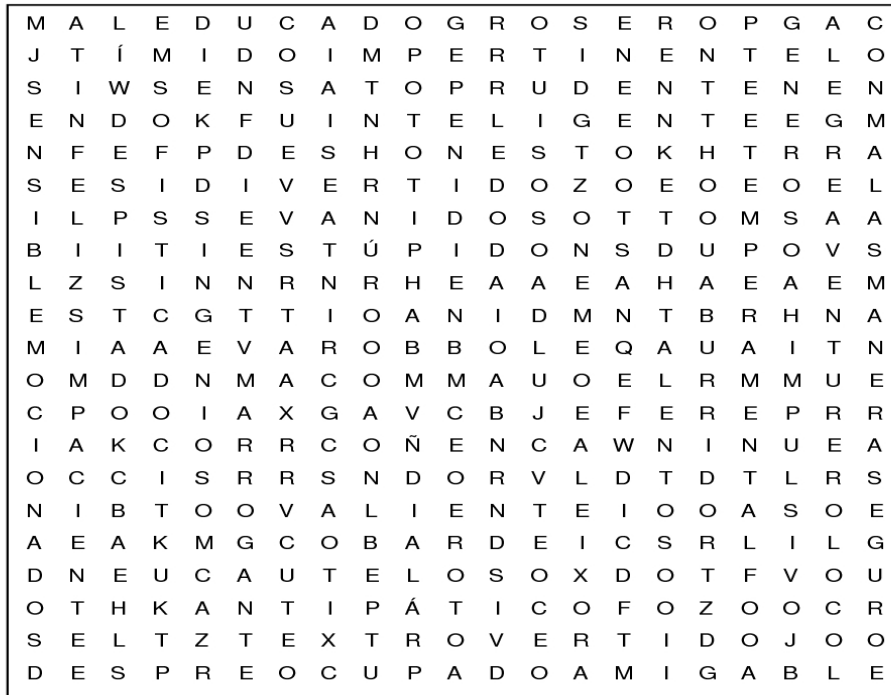 M A L E D U C A D O G R O S E R O P G A C
J T Í M I D O I M P E R T I N E N T E L O
S I W S E N S A T O P R U D E N T E N E N
E N D O K F U I N T E L I G E N T E E G M
N F E F P D E S H O N E S T O K H T R R A
S E S I D I V E R T I D O Z O E O E O E L
I L P S S E V A N I D O S O T T O M S A A
B I I T I E S T Ú P I D O N S D U P O V S
L Z S I N N R N R H E A A E A H A E A E M
E S T C G T T I O A N I D M N T B R H N A
M I A A E V A R O B B O L E Q A U A I T N
O M D D N M A C O M M A U O E L R M M U E
C P O O I A X G A V C B J E F E R E P R R
I A K C O R R C O Ñ E N C A W N I N U E A
O C C I S R R S N D O R V L D T D T L R S
N I B T O O V A L I E N T E I O O A S O E
A E A K M G C O B A R D E I C S R L I L G
D N E U C A U T E L O S O X D O T F V O U
O T H K A N T I P Á T I C O F O Z O O C R
S E L T Z T E X T R O V E R T I D O J O O
D E S P R E O C U P A D O A M I G A B L E